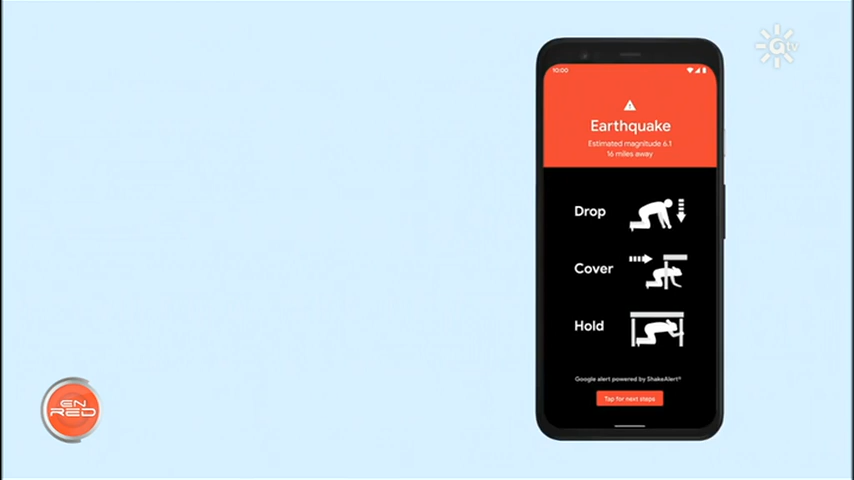 Gtv
10:00
Earthquake
Estimated magnitude 6.1
16 miles away
Drop
Cover
Hold
Google alert powered by ShakeAlert®
Tap for next steps
EN
RED